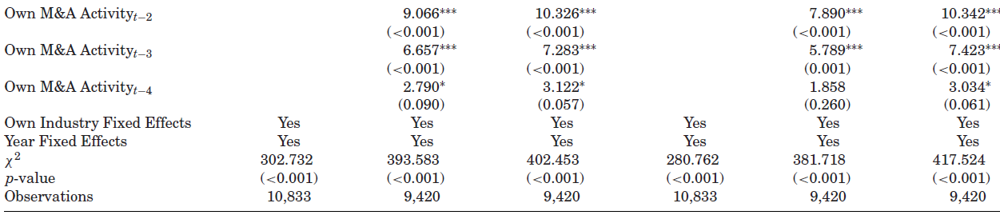 Own M&A Activity_{t−2} 9.066*** 10.326*** 7.890*** 10.342***
(<0.001) (<0.001) (<0.001) (<0.001)
Own M&A Activity_{t−3} 6.657*** 7.283*** 5.789*** 7.423***
(<0.001) (<0.001) (0.001) (<0.001)
Own M&A Activity_{t−4} 2.790* 3.122* 1.858 3.034*
(0.090) (0.057) (0.260) (0.061)
Own Industry Fixed Effects Yes Yes Yes Yes Yes Yes
Year Fixed Effects Yes Yes Yes Yes Yes Yes
χ² 302.732 393.583 402.453 280.762 381.718 417.524
p-value (<0.001) (<0.001) (<0.001) (<0.001) (<0.001) (<0.001)
Observations 10,833 9,420 9,420 10,833 9,420 9,420